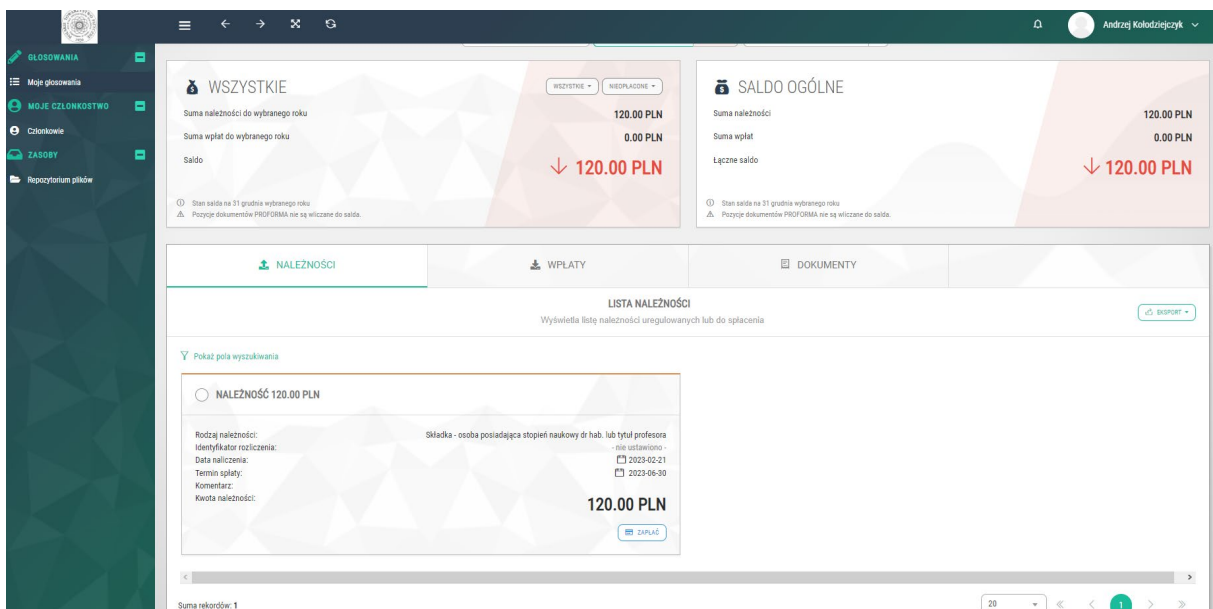 Andrzej Kołodziejczyk
GŁOSOWANIA
Moje głosowania
MOJE CZŁONKOSTWO
Członkowie
ZASOBY
Repozytorium plików
WSZYSTKIE
WSZYSTKIE
NIEOPŁACONE
Suma należności do wybranego roku 120.00 PLN
Suma wpłat do wybranego roku 0.00 PLN
Saldo 120.00 PLN
Stan salda na 31 grudnia wybranego roku
Pozycje dokumentów PROFORMA nie są wliczane do salda.
SALDO OGÓLNE
Suma należności 120.00 PLN
Suma wpłat 0.00 PLN
Łączne saldo 120.00 PLN
Stan salda na 31 grudnia wybranego roku
Pozycje dokumentów PROFORMA nie są wliczane do salda.
NALEŻNOŚCI
WPŁATY
DOKUMENTY
LISTA NALEŻNOŚCI
Wyświetla listę należności uregulowanych lub do spłacenia
EKSPORT
Pokaż pola wyszukiwania
NALEŻNOŚĆ 120.00 PLN
Rodzaj należności: Składka - osoba posiadająca stopień naukowy dr hab. lub tytuł profesora
Identyfikator rozliczenia: - nie ustawiono -
Data naliczenia: 2023-02-21
Termin spłaty: 2023-06-30
Komentarz:
Kwota należności: 120.00 PLN
ZAPŁAĆ
Suma rekordów: 1
20
1